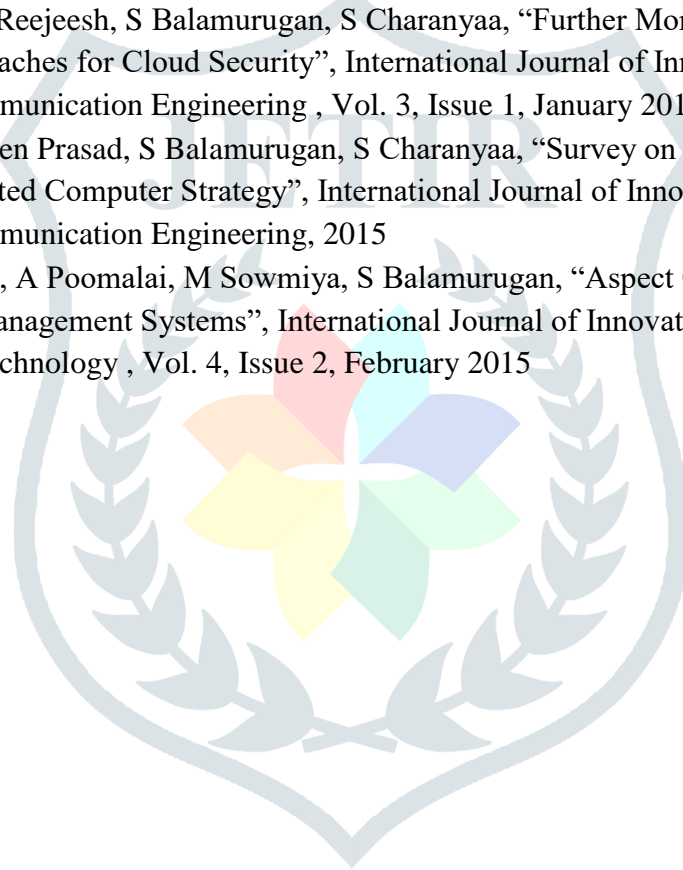 Reejeesh, S Balamurugan, S Charanyaa, “Further Mor
aches for Cloud Security”, International Journal of In
munication Engineering , Vol. 3, Issue 1, January 201
en Prasad, S Balamurugan, S Charanyaa, “Survey on
ted Computer Strategy”, International Journal of Inno
munication Engineering, 2015
, A Poomalai, M Sowmiya, S Balamurugan, “Aspect
anagement Systems”, International Journal of Innovat
chnology , Vol. 4, Issue 2, February 2015
JETIR